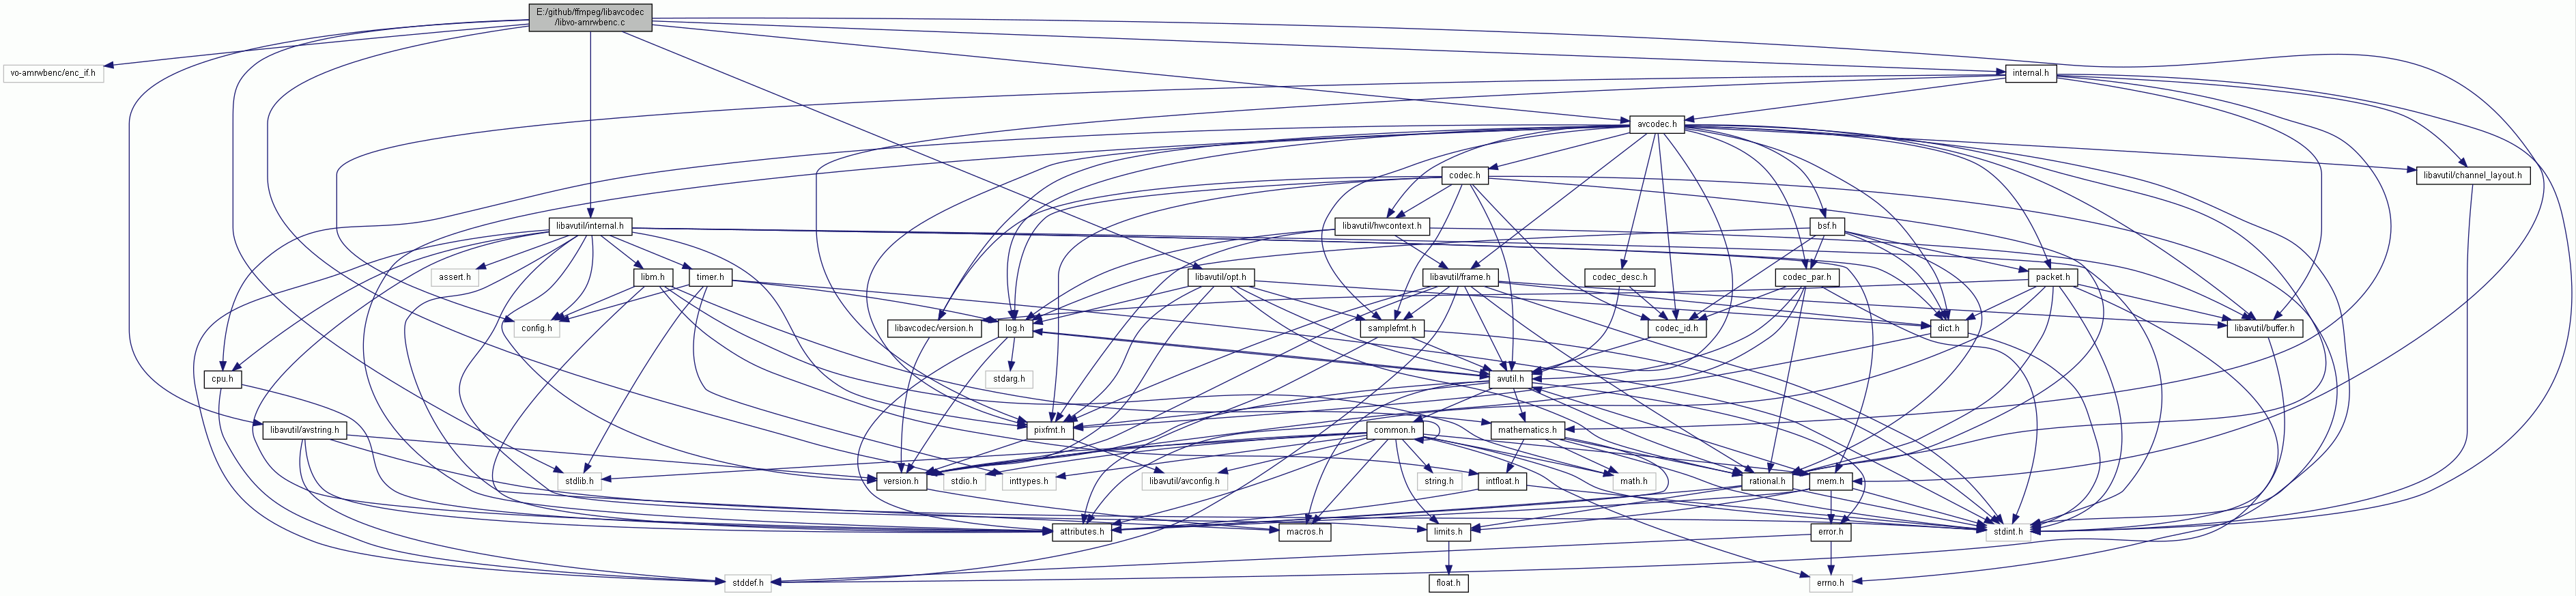 E:/github/ffmpeg/libavcodec
/libvo-amrwbenc.c
vo-amrwbenc/enc_if.h
internal.h
avcodec.h
codec.h
libavutil/channel_layout.h
libavutil/internal.h
libavutil/hwcontext.h
bsf.h
assert.h
libm.h
timer.h
libavutil/opt.h
libavutil/frame.h
codec_desc.h
codec_par.h
packet.h
config.h
libavcodec/version.h
log.h
samplefmt.h
codec_id.h
dict.h
libavutil/buffer.h
cpu.h
stdarg.h
avutil.h
libavutil/avstring.h
pixfmt.h
common.h
mathematics.h
stdlib.h
version.h
stdio.h
inttypes.h
libavutil/avconfig.h
string.h
intfloat.h
math.h
rational.h
mem.h
attributes.h
macros.h
limits.h
error.h
stdint.h
stddef.h
float.h
errno.h